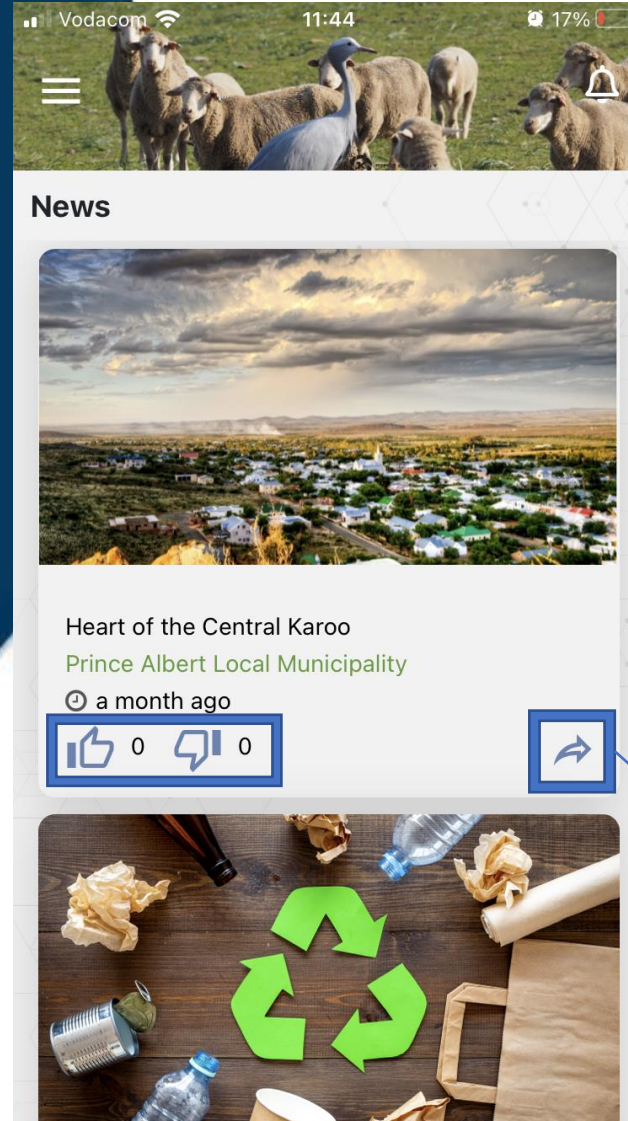 Vodacom 11:44 17%
News
Heart of the Central Karoo
Prince Albert Local Municipality
a month ago
0 0